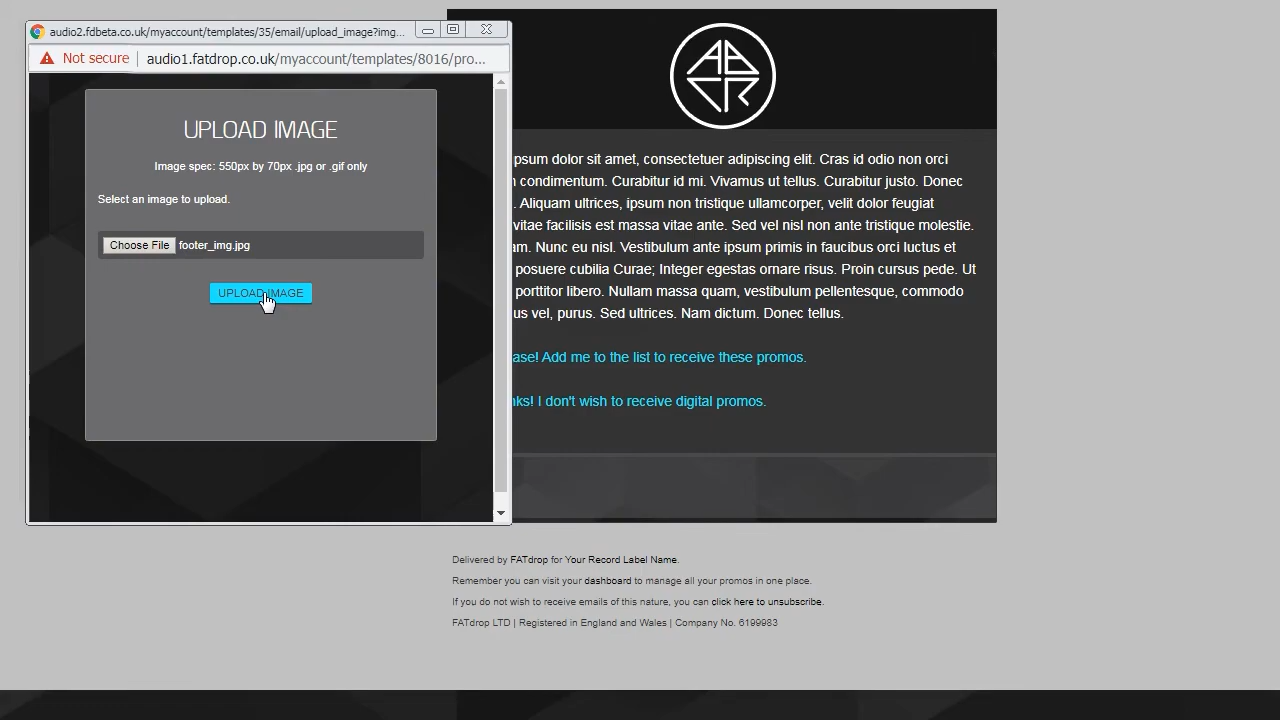 audio2.fdbeta.co.uk/myaccount/templates/35/email/upload_image?img...
Not secure
audio1.fatdrop.co.uk/myaccount/templates/8016/pro...
UPLOAD IMAGE
Image spec: 550px by 70px .jpg or .gif only
Select an image to upload.
Choose File footer_img.jpg
UPLOAD IMAGE
psum dolor sit amet, consectetuer adipiscing elit. Cras id odio non orci
condimentum. Curabitur id mi. Vivamus ut tellus. Curabitur justo. Donec
. Aliquam ultrices, ipsum non tristique ullamcorper, velit dolor feugiat
vitae facilisis est massa vitae ante. Sed vel nisl non ante tristique molestie.
am. Nunc eu nisl. Vestibulum ante ipsum primis in faucibus orci luctus et
posuere cubilia Curae; Integer egestas ornare risus. Proin cursus pede. Ut
porttitor libero. Nullam massa quam, vestibulum pellentesque, commodo
us vel, purus. Sed ultrices. Nam dictum. Donec tellus.
ase! Add me to the list to receive these promos.
nks! I don't wish to receive digital promos.
Delivered by FATdrop for Your Record Label Name.
Remember you can visit your dashboard to manage all your promos in one place.
If you do not wish to receive emails of this nature, you can click here to unsubscribe.
FATdrop LTD | Registered in England and Wales | Company No. 6199983